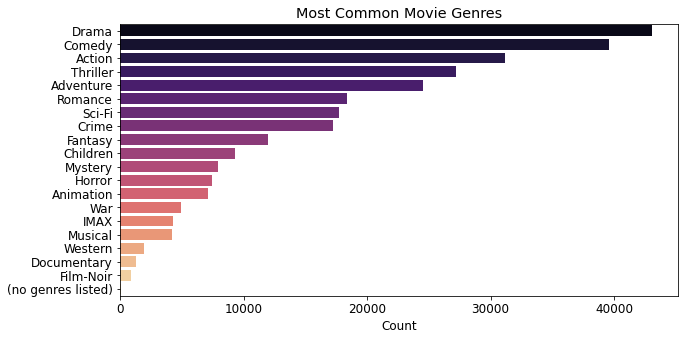 Most Common Movie Genres
Drama
Comedy
Action
Thriller
Adventure
Romance
Sci-Fi
Crime
Fantasy
Children
Mystery
Horror
Animation
War
IMAX
Musical
Western
Documentary
Film-Noir
(no genres listed)
0 10000 20000 30000 40000
Count